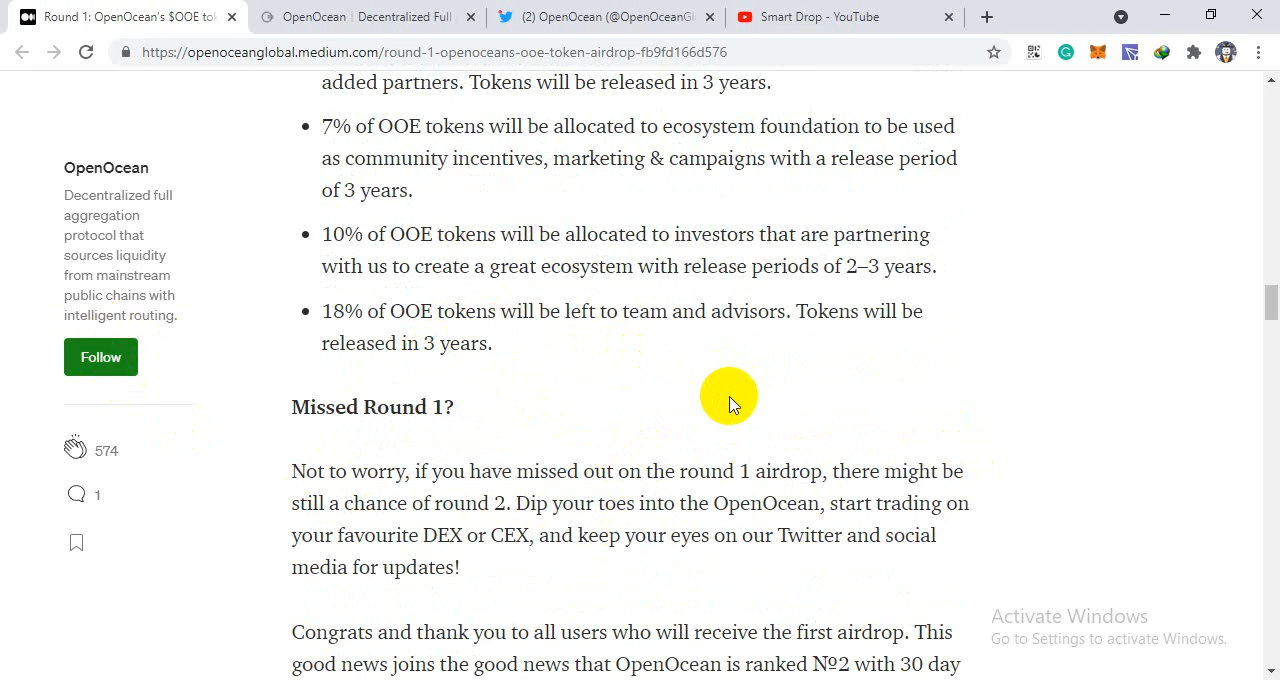 Round 1: OpenOcean's $OOE tok
OpenOcean | Decentralized Full
(2) OpenOcean (@OpenOceanGl
Smart Drop - YouTube
https://openoceanglobal.medium.com/round-1-openoceans-ooe-token-airdrop-fb9fd166d576
added partners. Tokens will be released in 3 years.
• 7% of OOE tokens will be allocated to ecosystem foundation to be used
as community incentives, marketing & campaigns with a release period
of 3 years.
OpenOcean
Decentralized full
aggregation
protocol that
sources liquidity
from mainstream
public chains with
intelligent routing.
Follow
574
1
• 10% of OOE tokens will be allocated to investors that are partnering
with us to create a great ecosystem with release periods of 2–3 years.
• 18% of OOE tokens will be left to team and advisors. Tokens will be
released in 3 years.
Missed Round 1?
Not to worry, if you have missed out on the round 1 airdrop, there might be
still a chance of round 2. Dip your toes into the OpenOcean, start trading on
your favourite DEX or CEX, and keep your eyes on our Twitter and social
media for updates!
Congrats and thank you to all users who will receive the first airdrop. This
good news joins the good news that OpenOcean is ranked №2 with 30 day
Activate Windows
Go to Settings to activate Windows.